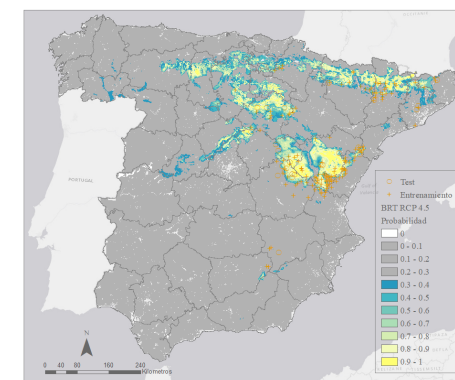 PORTUGAL
Test
Entrenamiento
BRT RCP 4.5
Probabilidad
0
0 - 0.1
0.1 - 0.2
0.2 - 0.3
0.3 - 0.4
0.4 - 0.5
0.5 - 0.6
0.6 - 0.7
0.7 - 0.8
0.8 - 0.9
0.9 - 1
N
0 40 80 160 240
Kilometros